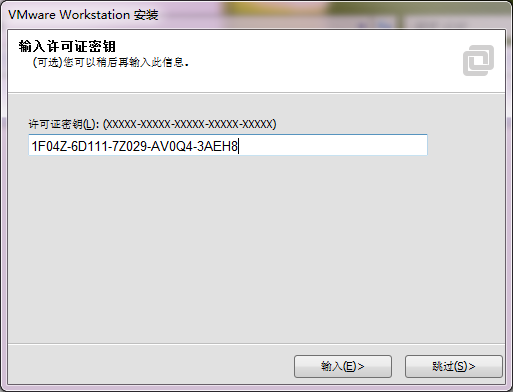 VMware Workstation 安装
输入许可证密钥
(可选)您可以稍后再输入此信息。
许可证密钥(L): (XXXXX-XXXXX-XXXXX-XXXXX-XXXXX)
1F04Z-6D111-7Z029-AV0Q4-3AEH8
输入(E)> 跳过(S)>